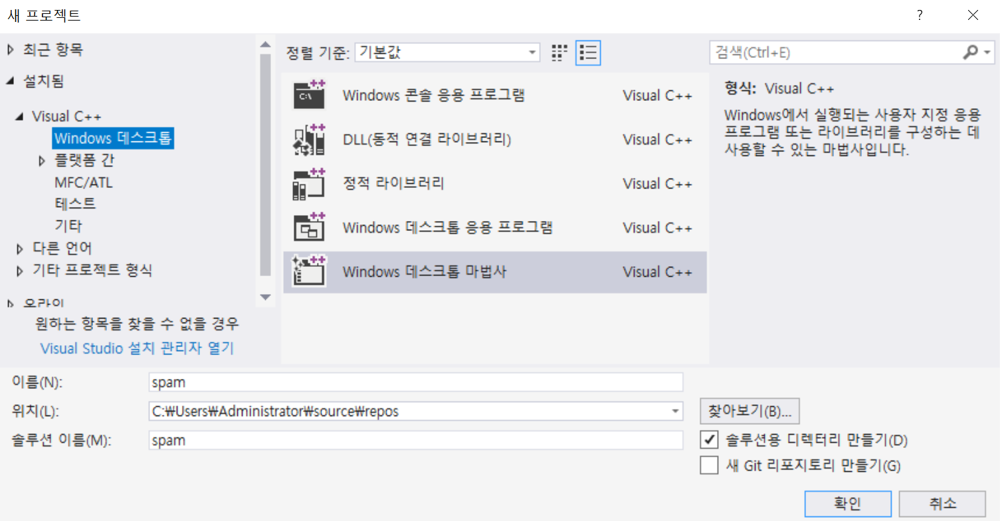 새 프로젝트
?
최근 항목
설치됨
Visual C++
Windows 데스크톱
플랫폼 간
MFC/ATL
테스트
기타
다른 언어
기타 프로젝트 형식
원하는 항목을 찾을 수 없을 경우
Visual Studio 설치 관리자 열기
정렬 기준: 기본값
Windows 콘솔 응용 프로그램 Visual C++
DLL(동적 연결 라이브러리) Visual C++
정적 라이브러리 Visual C++
Windows 데스크톱 응용 프로그램 Visual C++
Windows 데스크톱 마법사 Visual C++
검색(Ctrl+E)
형식: Visual C++
Windows에서 실행되는 사용자 지정 응용
프로그램 또는 라이브러리를 구성하는 데
사용할 수 있는 마법사입니다.
이름(N): spam
위치(L): C:₩Users₩Administrator₩source₩repos 찾아보기(B)...
솔루션 이름(M): spam
솔루션용 디렉터리 만들기(D)
새 Git 리포지토리 만들기(G)
확인 취소